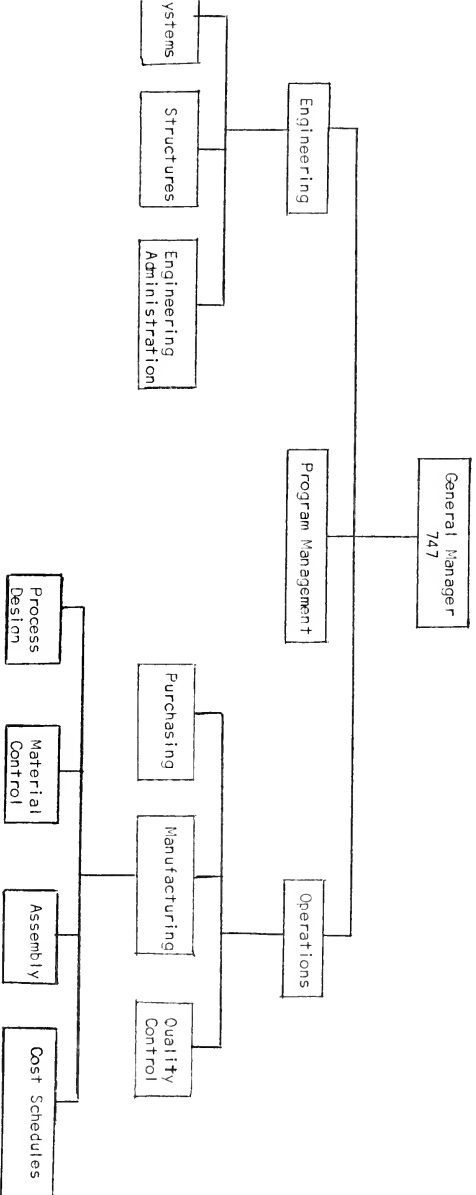 General Manager
747
Engineering
Program Management
Operations
ystems
Structures
Engineering
Administration
Purchasing
Manufacturing
Quality
Control
Process
Design
Material
Control
Assembly
Cost Schedules